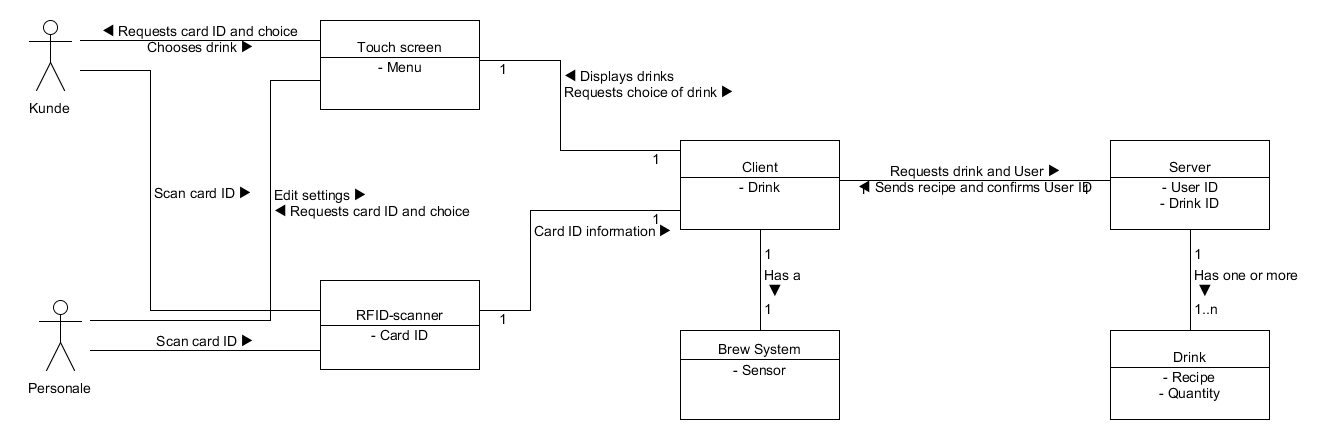 ◄ Requests card ID and choice
Chooses drink ►
Kunde
Touch screen
- Menu
1
◄ Displays drinks
Requests choice of drink ►
1
Scan card ID ►
Edit settings ►
◄ Requests card ID and choice
Client
- Drink
Requests drink and User ►
◄ Sends recipe and confirms User ID
1
1
Server
- User ID
- Drink ID
1
Card ID information ►
RFID-scanner
- Card ID
1
Scan card ID ►
Personale
1
Has a
▼
1
Brew System
- Sensor
1
Has one or more
▼
1..n
Drink
- Recipe
- Quantity